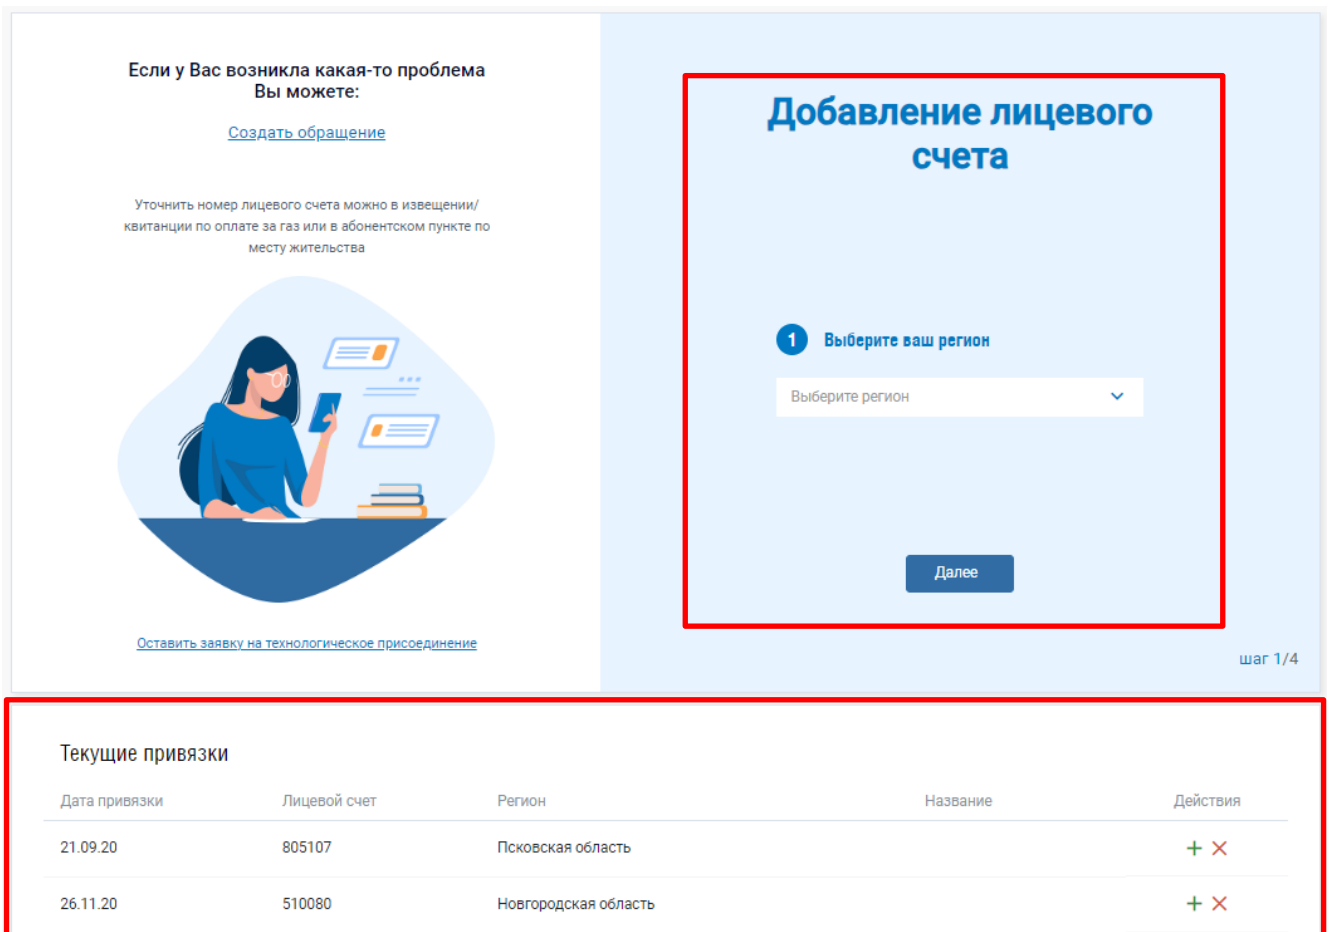 Если у Вас возникла какая-то проблема
Вы можете:
Создать обращение
Уточнить номер лицевого счета можно в извещении/
квитанции по оплате за газ или в абонентском пункте по
месту жительства
Оставить заявку на технологическое присоединение
Добавление лицевого
счета
1 Выберите ваш регион
Выберите регион
Далее
шаг 1/4
Текущие привязки
Дата привязки Лицевой счет Регион Название Действия
21.09.20 805107 Псковская область
26.11.20 510080 Новгородская область